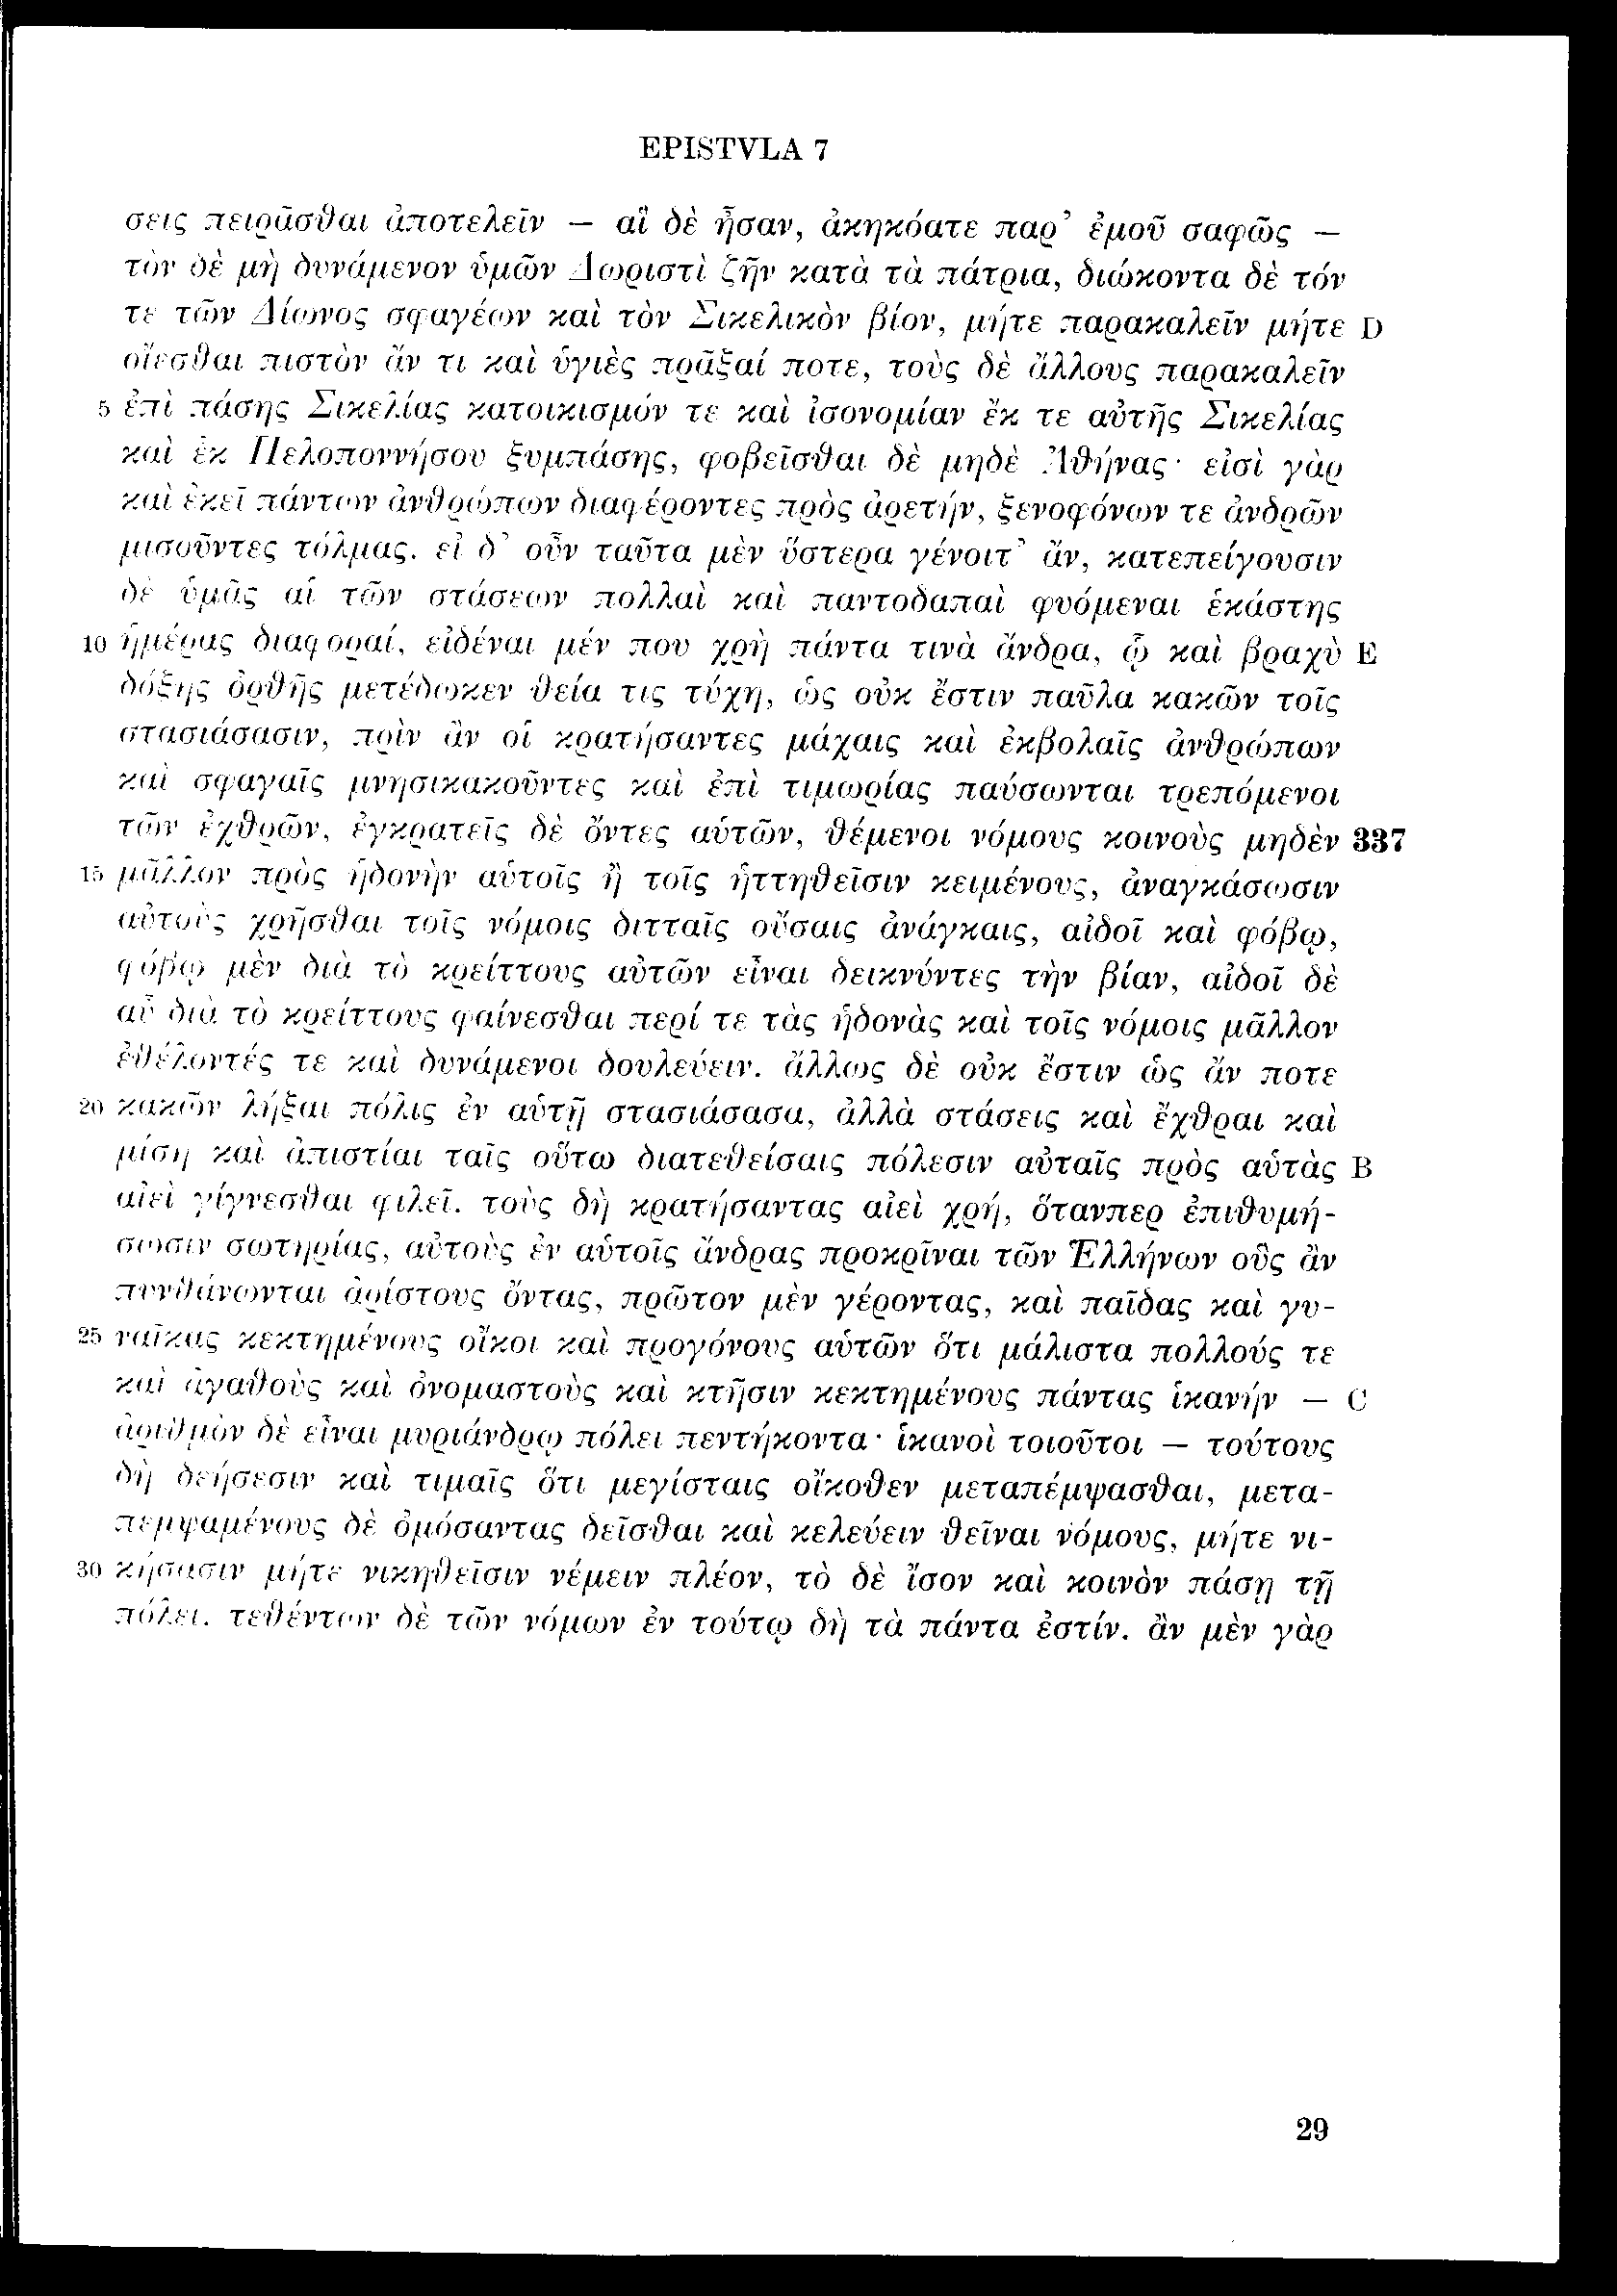 EPISTVLA 7
σεις πειρᾶσθαι ἀποτελεῖν – αἳ δὲ ἦσαν, ἀκηκόατε παρ’ ἐμοῦ σαφῶς –
τὸν δὲ μὴ δυνάμενον ὑμῶν Δωριστὶ ζῆν κατὰ τὰ πάτρια, διώκοντα δὲ τόν
τε τῶν Δίωνος σφαγέων καὶ τὸν Σικελικὸν βίον, μήτε παρακαλεῖν μήτε D
οἴεσθαι πιστὸν ἄν τι καὶ ὑγιὲς πρᾶξαί ποτε, τοὺς δὲ ἄλλους παρακαλεῖν
5 ἐπὶ πάσης Σικελίας κατοικισμόν τε καὶ ἰσονομίαν ἔκ τε αὐτῆς Σικελίας
καὶ ἐκ Πελοποννήσου ξυμπάσης, φοβεῖσθαι δὲ μηδὲ Ἀθήνας· εἰσὶ γὰρ
καὶ ἐκεῖ πάντων ἀνθρώπων διαφέροντες πρὸς ἀρετήν, ξενοφόνων τε ἀνδρῶν
μισοῦντες τόλμας. εἰ δ’ οὖν ταῦτα μὲν ὕστερα γένοιτ’ ἄν, κατεπείγουσιν
δὲ ὑμᾶς αἱ τῶν στάσεων πολλαὶ καὶ παντοδαπαὶ φυόμεναι ἑκάστης
10 ἡμέρας διαφοραί, εἰδέναι μέν που χρὴ πάντα τινὰ ἄνδρα, ᾧ καὶ βραχὺ E
δόξης ὀρθῆς μετέδωκεν θεία τις τύχη, ὡς οὐκ ἔστιν παῦλα κακῶν τοῖς
στασιάσασιν, πρὶν ἂν οἱ κρατήσαντες μάχαις καὶ ἐκβολαῖς ἀνθρώπων
καὶ σφαγαῖς μνησικακοῦντες καὶ ἐπὶ τιμωρίας παύσωνται τρεπόμενοι
τῶν ἐχθρῶν, ἐγκρατεῖς δὲ ὄντες αὑτῶν, θέμενοι νόμους κοινοὺς μηδὲν 337
15 μᾶλλον πρὸς ἡδονὴν αὑτοῖς ἢ τοῖς ἡττηθεῖσιν κειμένους, ἀναγκάσωσιν
αὐτοὺς χρῆσθαι τοῖς νόμοις διτταῖς οὔσαις ἀνάγκαις, αἰδοῖ καὶ φόβῳ,
φόβῳ μὲν διὰ τὸ κρείττους αὐτῶν εἶναι δεικνύντες τὴν βίαν, αἰδοῖ δὲ
αὖ διὰ τὸ κρείττους φαίνεσθαι περί τε τὰς ἡδονὰς καὶ τοῖς νόμοις μᾶλλον
ἐθέλοντές τε καὶ δυνάμενοι δουλεύειν. ἄλλως δὲ οὐκ ἔστιν ὡς ἄν ποτε
20 κακῶν λήξαι πόλις ἐν αὑτῇ στασιάσασα, ἀλλὰ στάσεις καὶ ἔχθραι καὶ
μίση καὶ ἀπιστίαι ταῖς οὕτω διατεθείσαις πόλεσιν αὐταῖς πρὸς αὑτὰς B
αἰεὶ γίγνεσθαι φιλεῖ. τοὺς δὴ κρατήσαντας αἰεὶ χρή, ὅτανπερ ἐπιθυμή-
σωσιν σωτηρίας, αὐτοὺς ἐν αὑτοῖς ἄνδρας προκρῖναι τῶν Ἑλλήνων οὓς ἂν
πυνθάνωνται ἀρίστους ὄντας, πρῶτον μὲν γέροντας, καὶ παῖδας καὶ γυ-
25 ναῖκας κεκτημένους οἴκοι καὶ προγόνους αὑτῶν ὅτι μάλιστα πολλούς τε
καὶ ἀγαθοὺς καὶ ὀνομαστοὺς καὶ κτῆσιν κεκτημένους πάντας ἱκανήν – C
ἀριθμὸν δὲ εἶναι μυριάνδρῳ πόλει πεντήκοντα· ἱκανοὶ τοιοῦτοι – τούτους
δὴ δεήσεσιν καὶ τιμαῖς ὅτι μεγίσταις οἴκοθεν μεταπέμψασθαι, μετα-
πεμψαμένους δὲ ὀμόσαντας δεῖσθαι καὶ κελεύειν θεῖναι νόμους, μήτε νι-
30 κήσασιν μήτε νικηθεῖσιν νέμειν πλέον, τὸ δὲ ἴσον καὶ κοινὸν πάσῃ τῇ
πόλει. τεθέντων δὲ τῶν νόμων ἐν τούτῳ δὴ τὰ πάντα ἐστίν. ἂν μὲν γὰρ
29